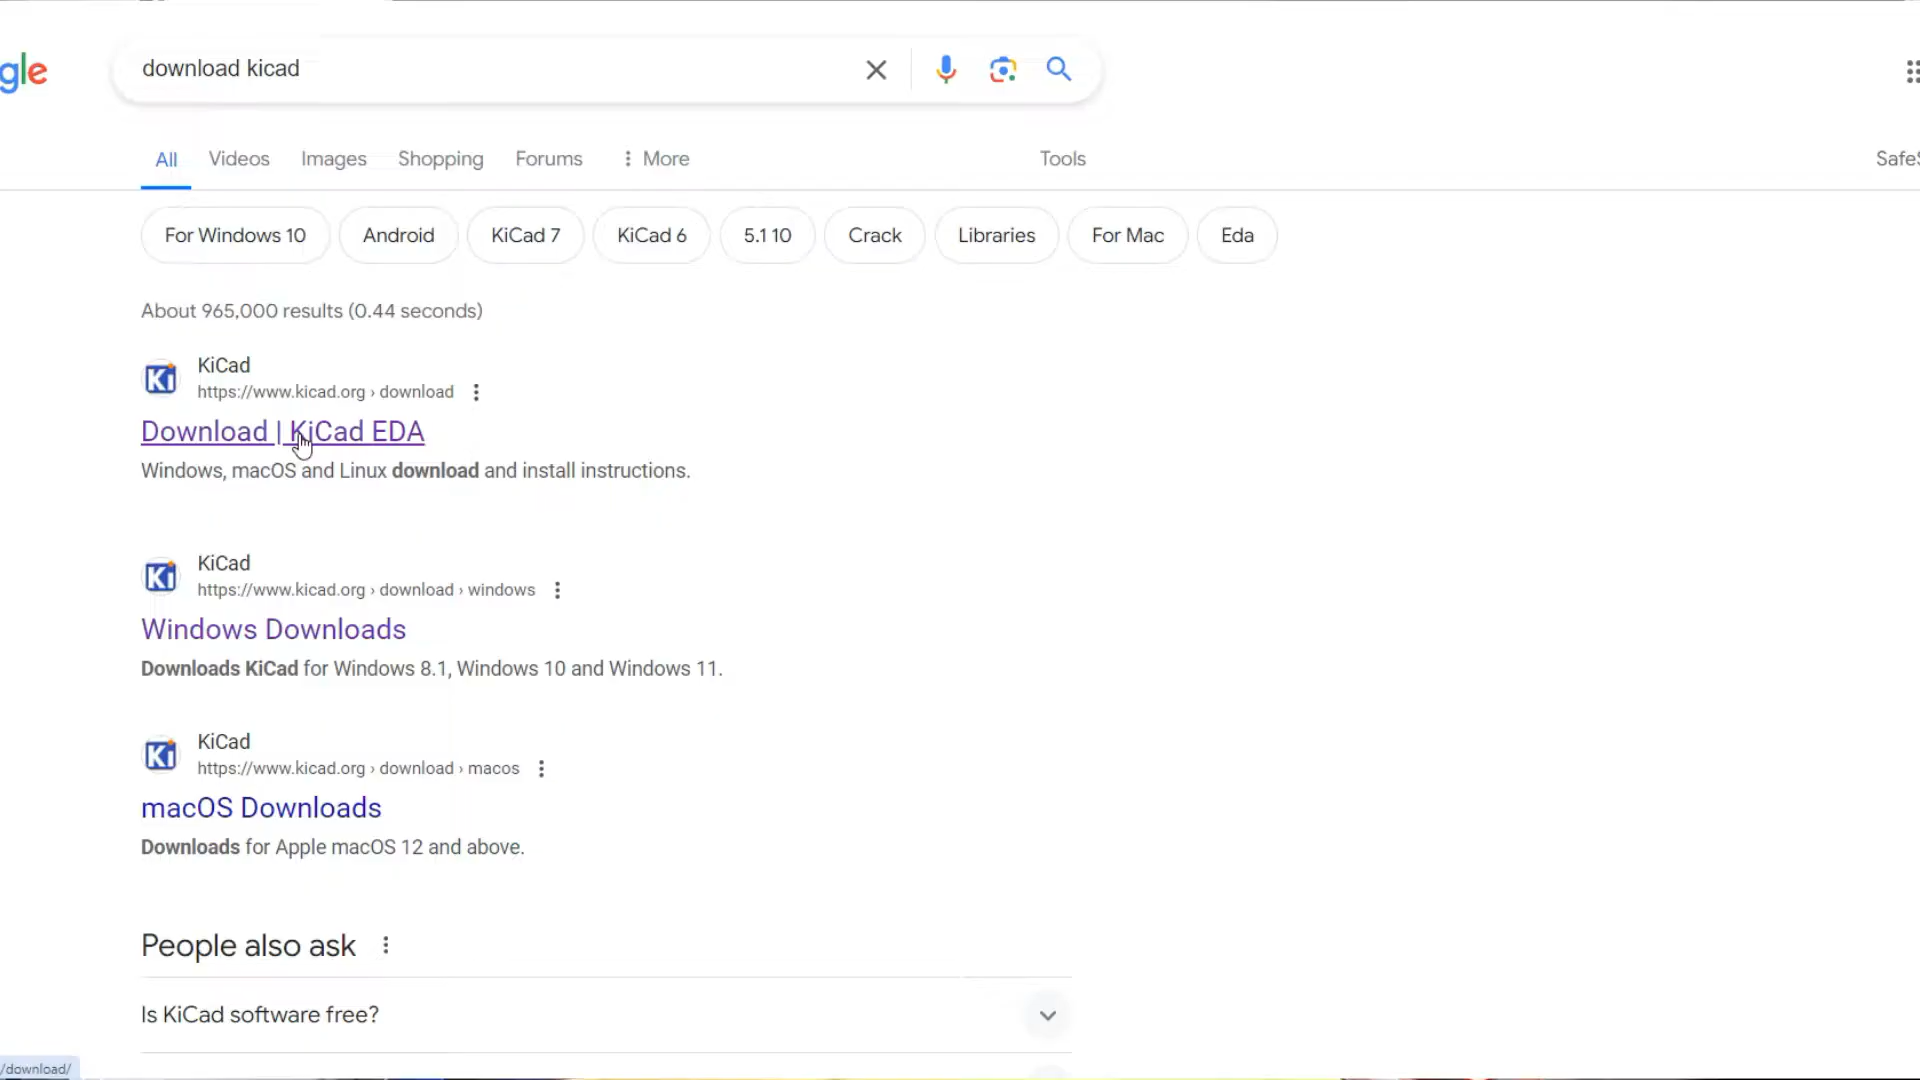 gle
download kicad
All Videos Images Shopping Forums More Tools SafeS
For Windows 10 Android KiCad 7 KiCad 6 5.1 10 Crack Libraries For Mac Eda
About 965,000 results (0.44 seconds)
Ki KiCad
https://www.kicad.org › download
Download | KiCad EDA
Windows, macOS and Linux download and install instructions.
Ki KiCad
https://www.kicad.org › download › windows
Windows Downloads
Downloads KiCad for Windows 8.1, Windows 10 and Windows 11.
Ki KiCad
https://www.kicad.org › download › macos
macOS Downloads
Downloads for Apple macOS 12 and above.
People also ask
Is KiCad software free?
/download/